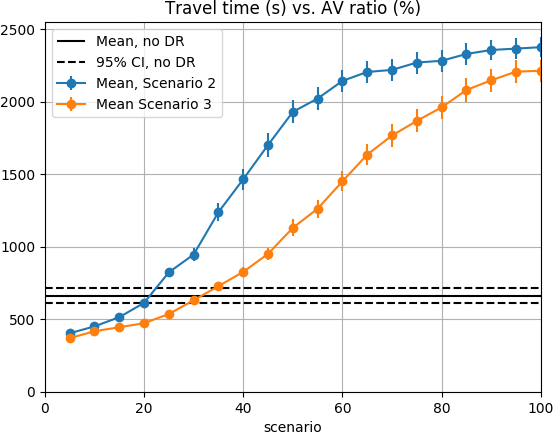 Travel time (s) vs. AV ratio (%)
2500
2000
1500
1000
500
0
Mean, no DR
95% CI, no DR
Mean, Scenario 2
Mean Scenario 3
0 20 40 60 80 100
scenario